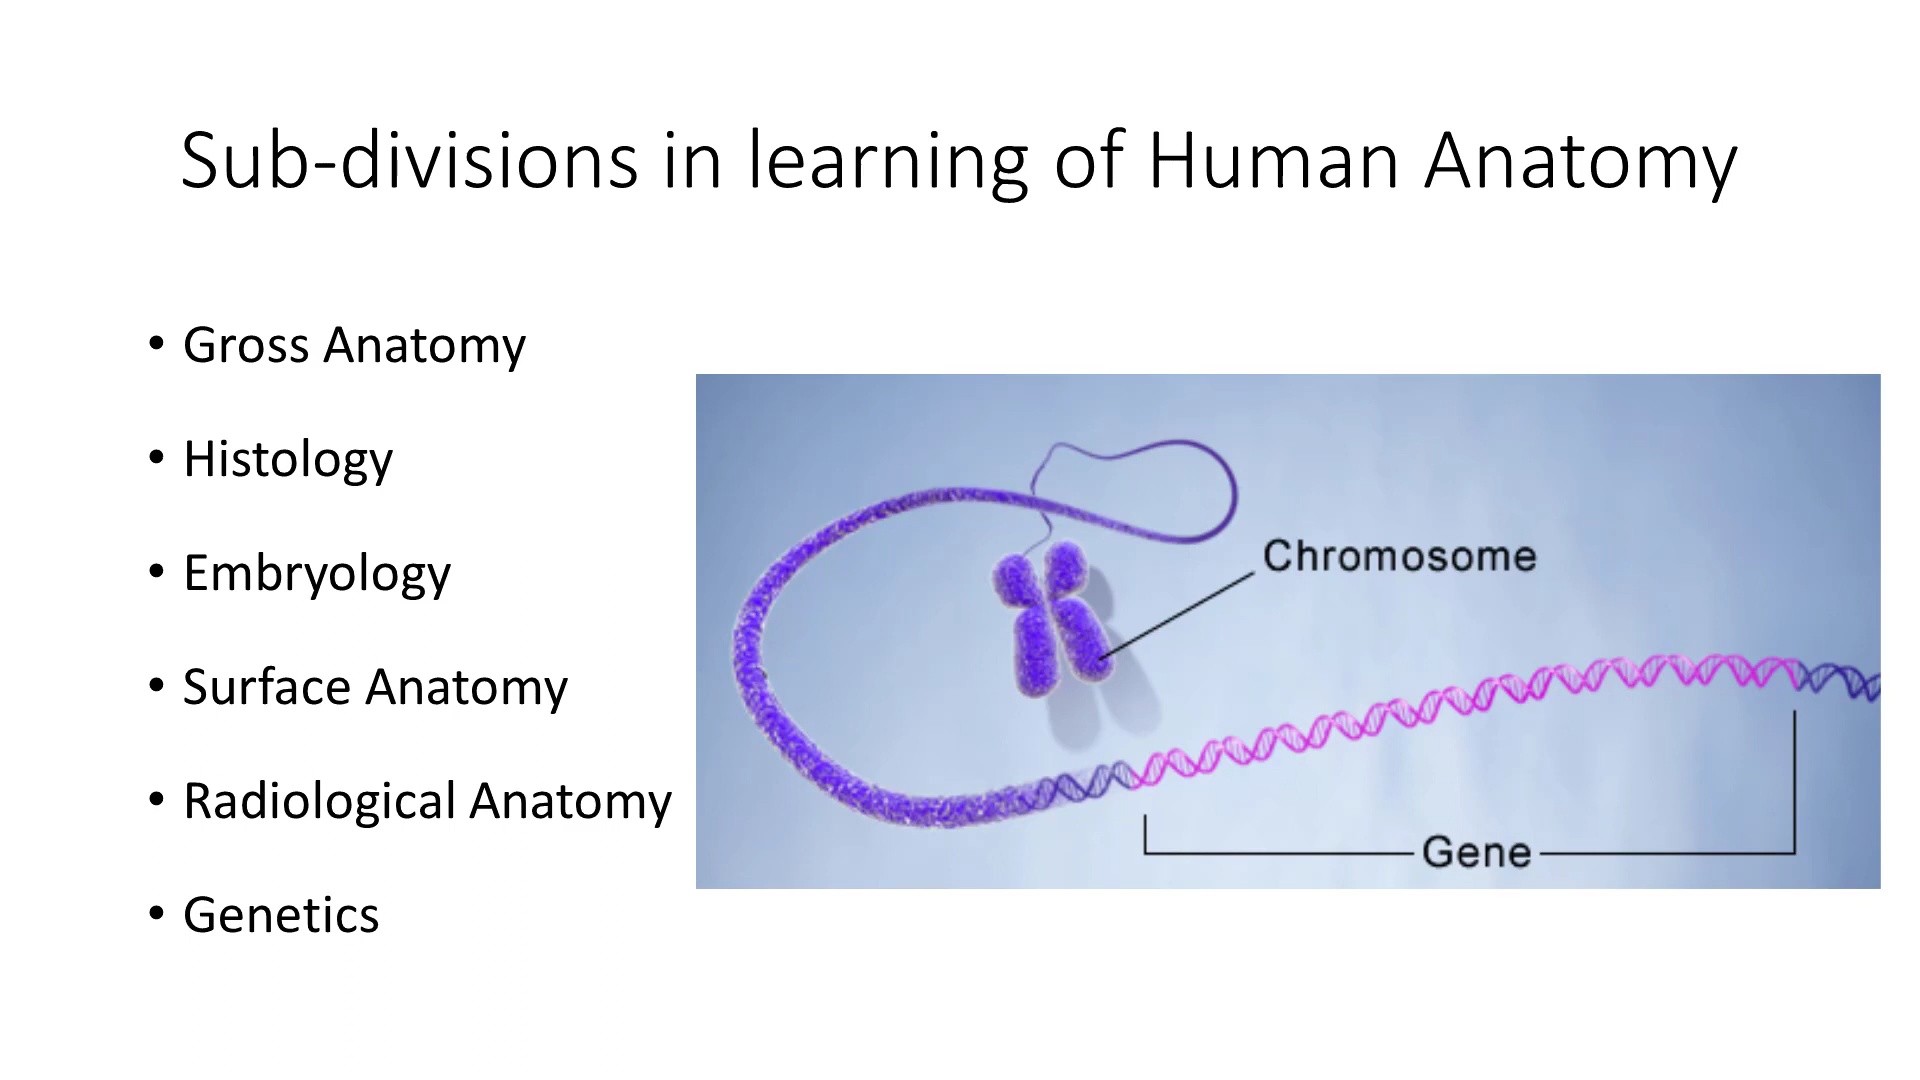 Sub-divisions in learning of Human Anatomy
• Gross Anatomy
• Histology
• Embryology
• Surface Anatomy
• Radiological Anatomy
• Genetics
Chromosome
Gene